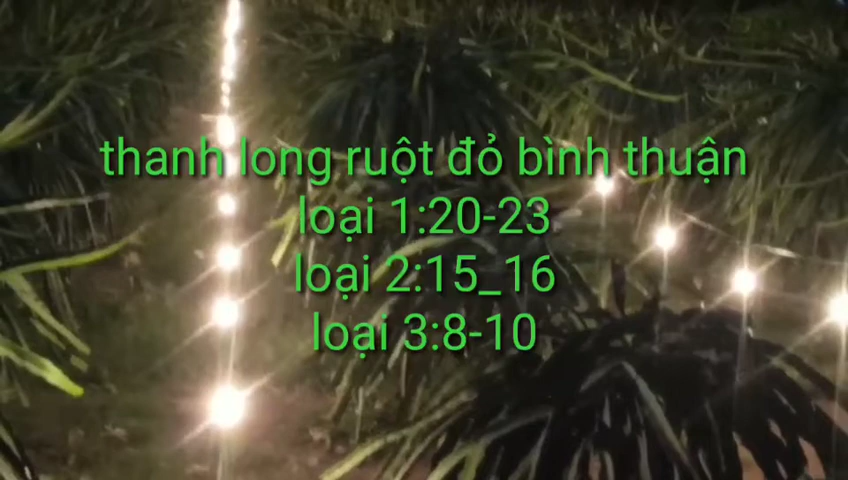 thanh long ruột đỏ bình thuận
loại 1:20-23
loại 2:15_16
loại 3:8-10